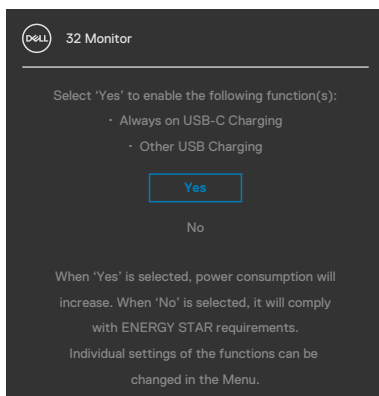 DELL 32 Monitor
Select ‘Yes’ to enable the following function(s):
· Always on USB-C Charging
· Other USB Charging
Yes
No
When ‘Yes’ is selected, power consumption will
increase. When ‘No’ is selected, it will comply
with ENERGY STAR requirements.
Individual settings of the functions can be
changed in the Menu.